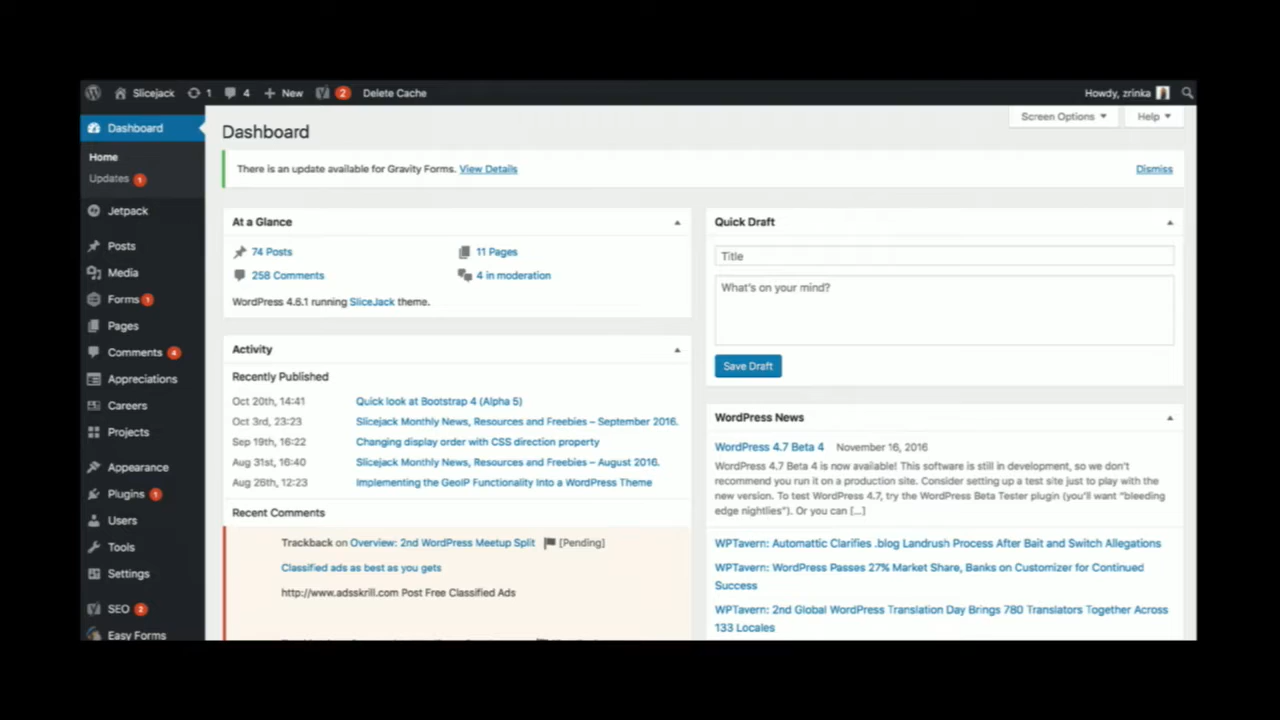 Slicejack 1 4 New 2 Delete Cache Howdy, zrinka
Dashboard
Home
Updates 1
Jetpack
Posts
Media
Forms 1
Pages
Comments 4
Appreciations
Careers
Projects
Appearance
Plugins 1
Users
Tools
Settings
SEO 2
Easy Forms
Screen Options Help
Dashboard
There is an update available for Gravity Forms. View Details Dismiss
At a Glance
74 Posts 11 Pages
258 Comments 4 in moderation
WordPress 4.6.1 running SliceJack theme.
Activity
Recently Published
Oct 20th, 14:41 Quick look at Bootstrap 4 (Alpha 5)
Oct 3rd, 23:23 Slicejack Monthly News, Resources and Freebies – September 2016.
Sep 19th, 16:22 Changing display order with CSS direction property
Aug 31st, 16:40 Slicejack Monthly News, Resources and Freebies – August 2016.
Aug 26th, 12:23 Implementing the GeoIP Functionality Into a WordPress Theme
Recent Comments
Trackback on Overview: 2nd WordPress Meetup Split [Pending]
Classified ads as best as you gets
http://www.adsskrill.com Post Free Classified Ads
Quick Draft
Title
What's on your mind?
Save Draft
WordPress News
WordPress 4.7 Beta 4 November 16, 2016
WordPress 4.7 Beta 4 is now available! This software is still in development, so we don't
recommend you run it on a production site. Consider setting up a test site just to play with the
new version. To test WordPress 4.7, try the WordPress Beta Tester plugin (you'll want "bleeding
edge nightlies"). Or you can [...]
WPTavern: Automattic Clarifies .blog Landrush Process After Bait and Switch Allegations
WPTavern: WordPress Passes 27% Market Share, Banks on Customizer for Continued
Success
WPTavern: 2nd Global WordPress Translation Day Brings 780 Translators Together Across
133 Locales